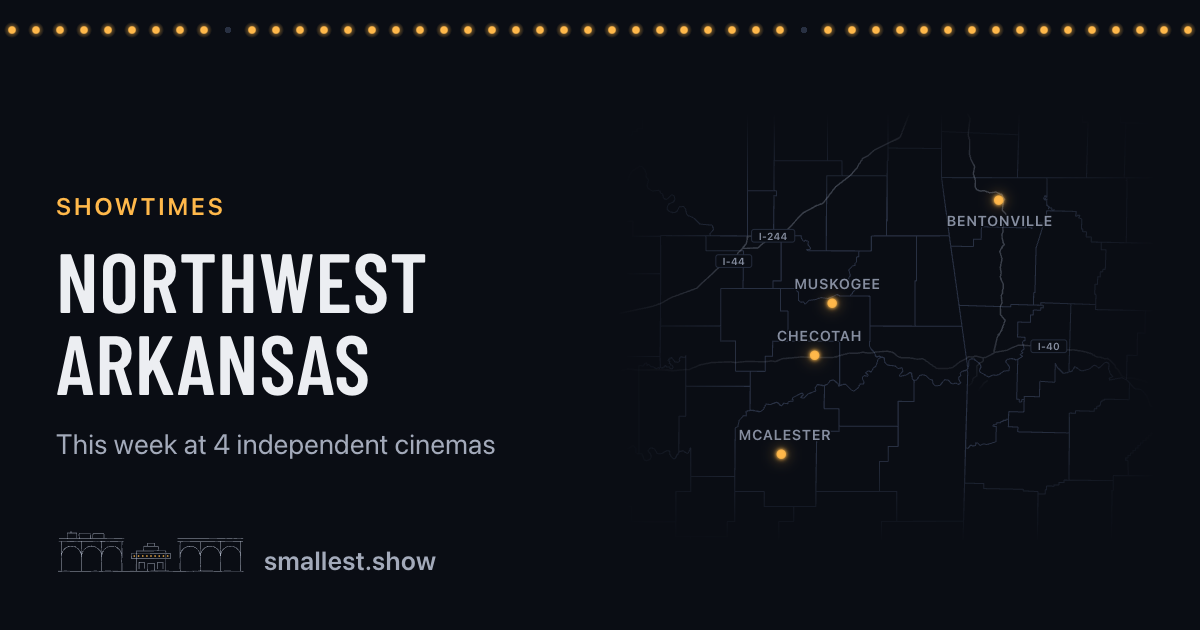 SHOWTIMES
NORTHWEST
ARKANSAS
This week at 4 independent cinemas
smallest.show
BENTONVILLE
I-244
I-44
MUSKOGEE
CHECOTAH
I-40
MCALESTER